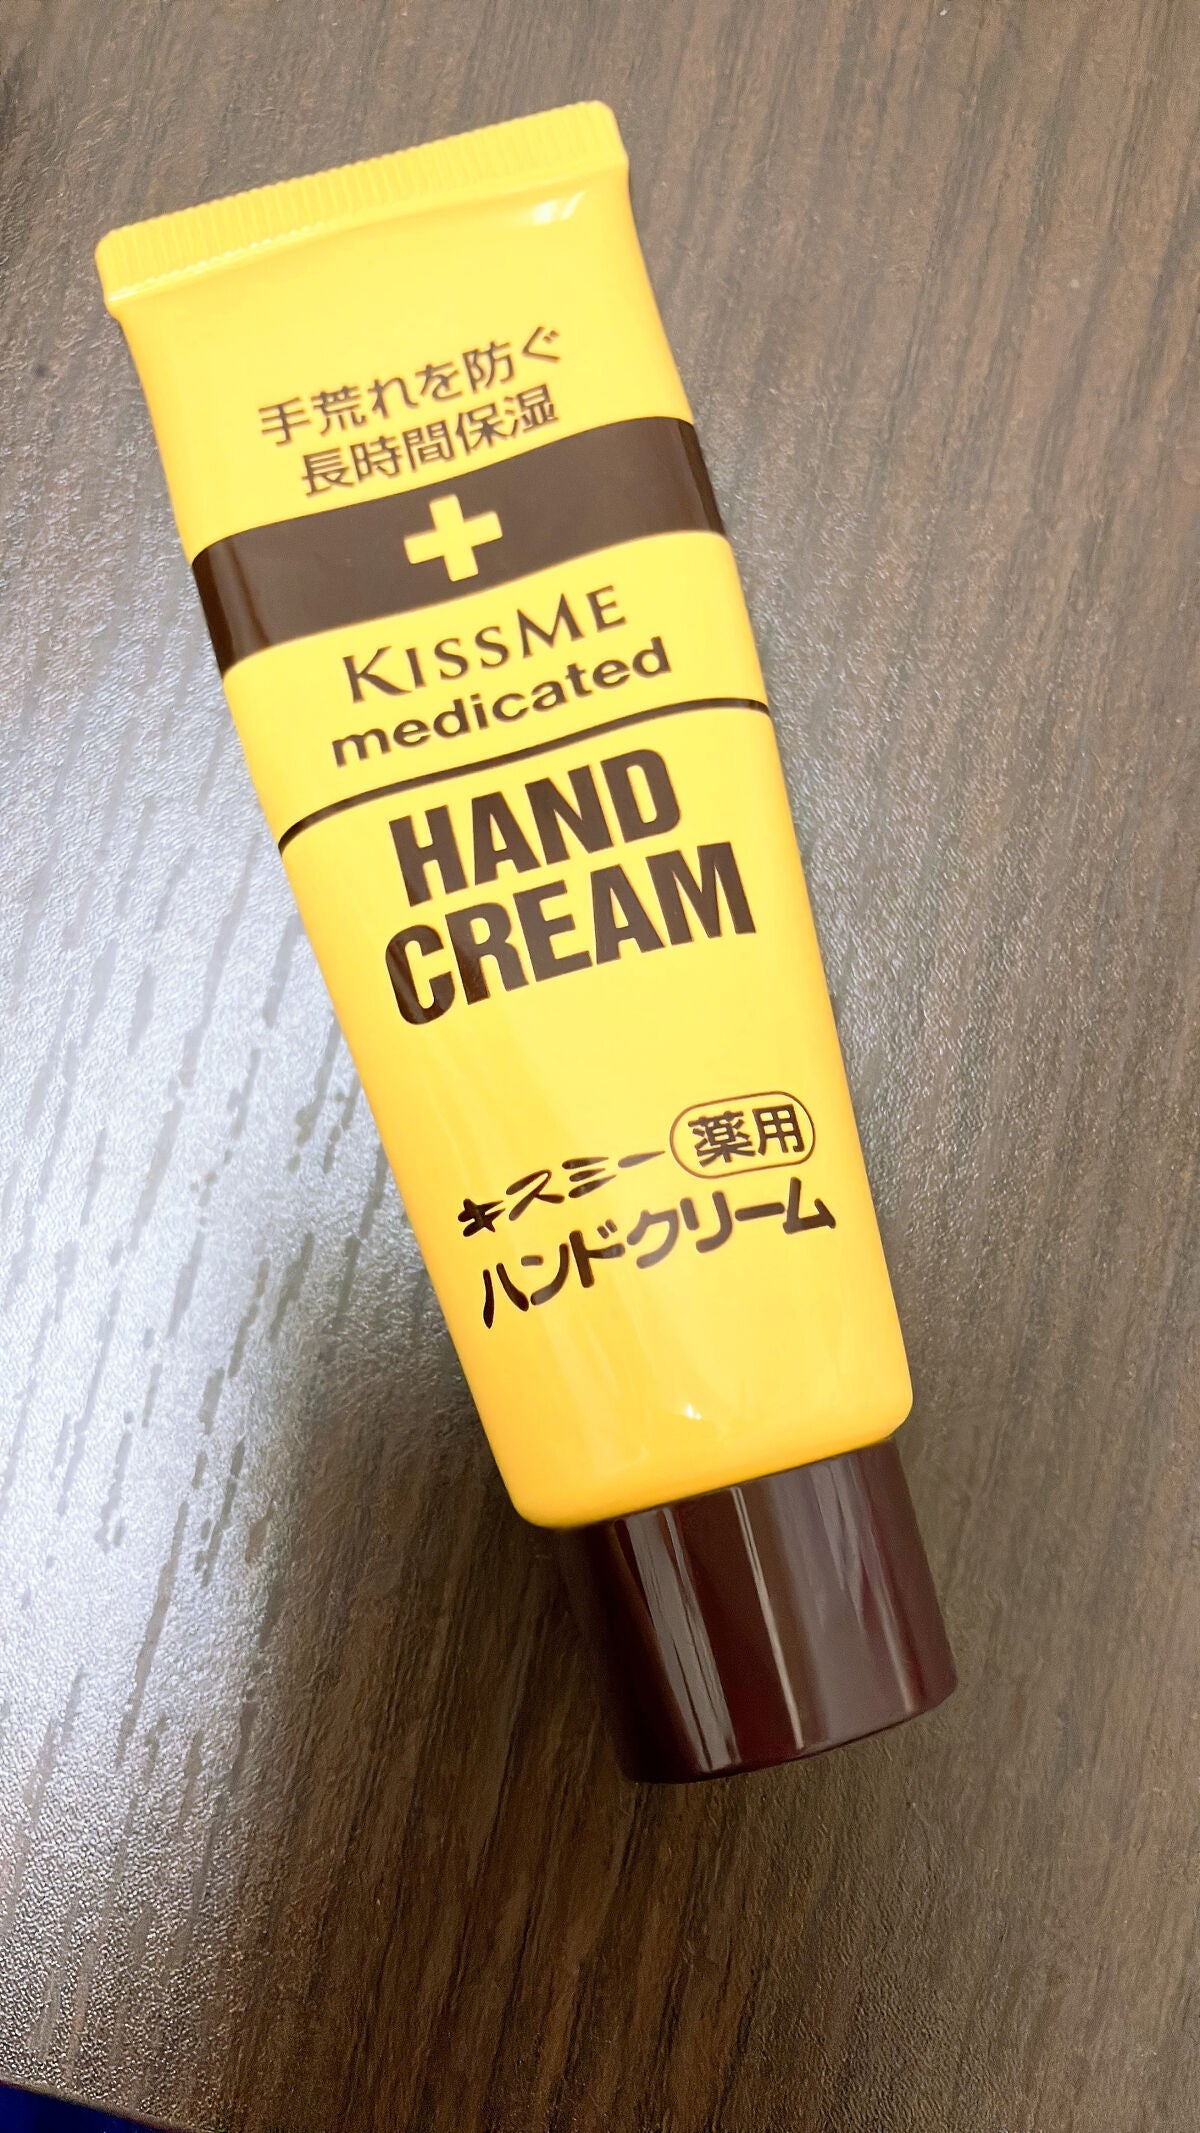 手荒れを防ぐ
長時間保湿
KISSME
medicated
HAND
CREAM
キスミー 薬用
ハンドクリーム